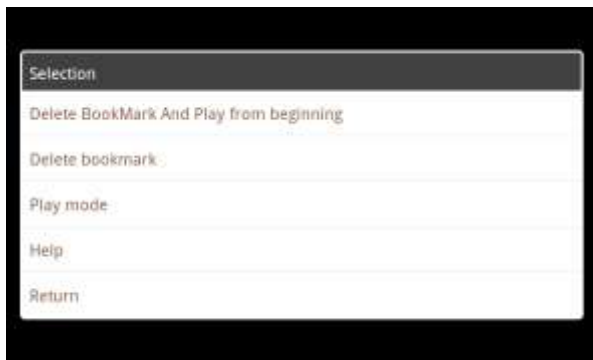 Selection
Delete BookMark And Play from beginning
Delete bookmark
Play mode
Help
Return